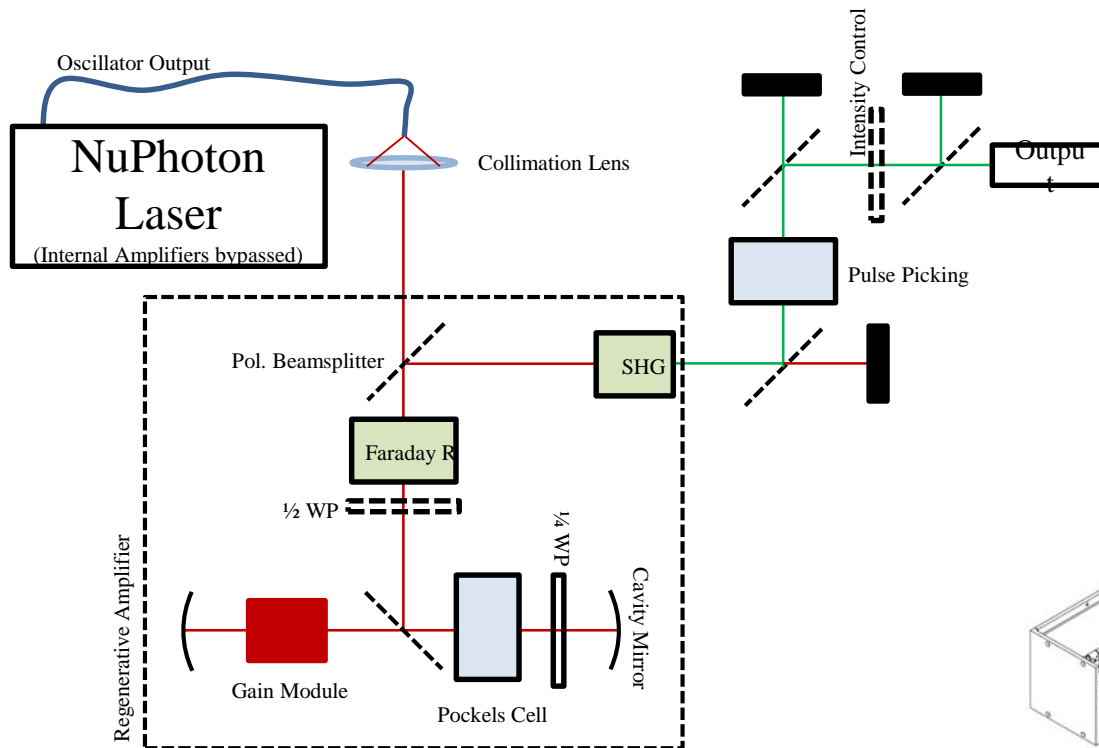 Oscillator Output
NuPhoton
Laser
(Internal Amplifiers bypassed)
Collimation Lens
Intensity Control
Outpu
t
Pulse Picking
Pol. Beamsplitter
SHG
Faraday R
½ WP
¼ WP
Regenerative Amplifier
Cavity Mirror
Gain Module
Pockels Cell